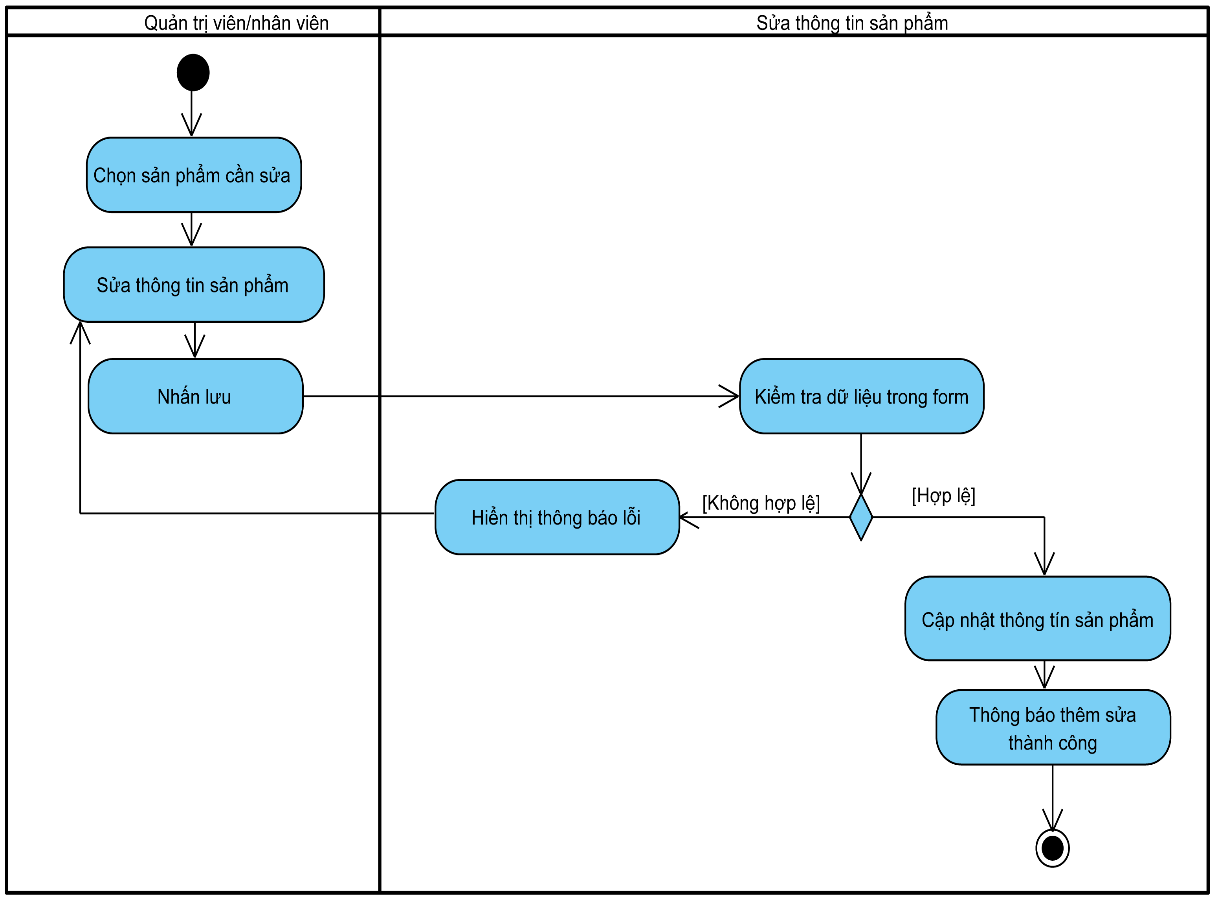 Quản trị viên/nhân viên
Sửa thông tin sản phẩm
Chọn sản phẩm cần sửa
Sửa thông tin sản phẩm
Nhấn lưu
Kiểm tra dữ liệu trong form
[Không hợp lệ]
[Hợp lệ]
Hiển thị thông báo lỗi
Cập nhật thông tín sản phẩm
Thông báo thêm sửa
thành công